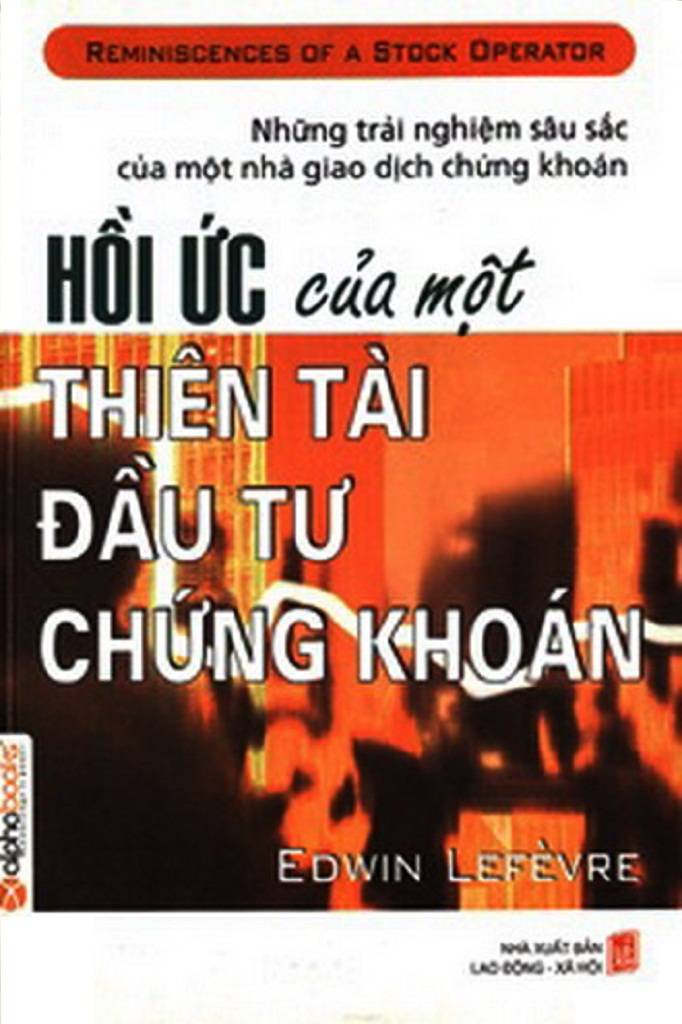 REMINISCENCES OF A STOCK OPERATOR
Những trải nghiệm sâu sắc
của một nhà giao dịch chứng khoán
HỒI ỨC của một
THIÊN TÀI
ĐẦU TƯ
CHỨNG KHOÁN
alphabooks
EDWIN LEFÈVRE
NHÀ XUẤT BẢN
LAO ĐỘNG - XÃ HỘI